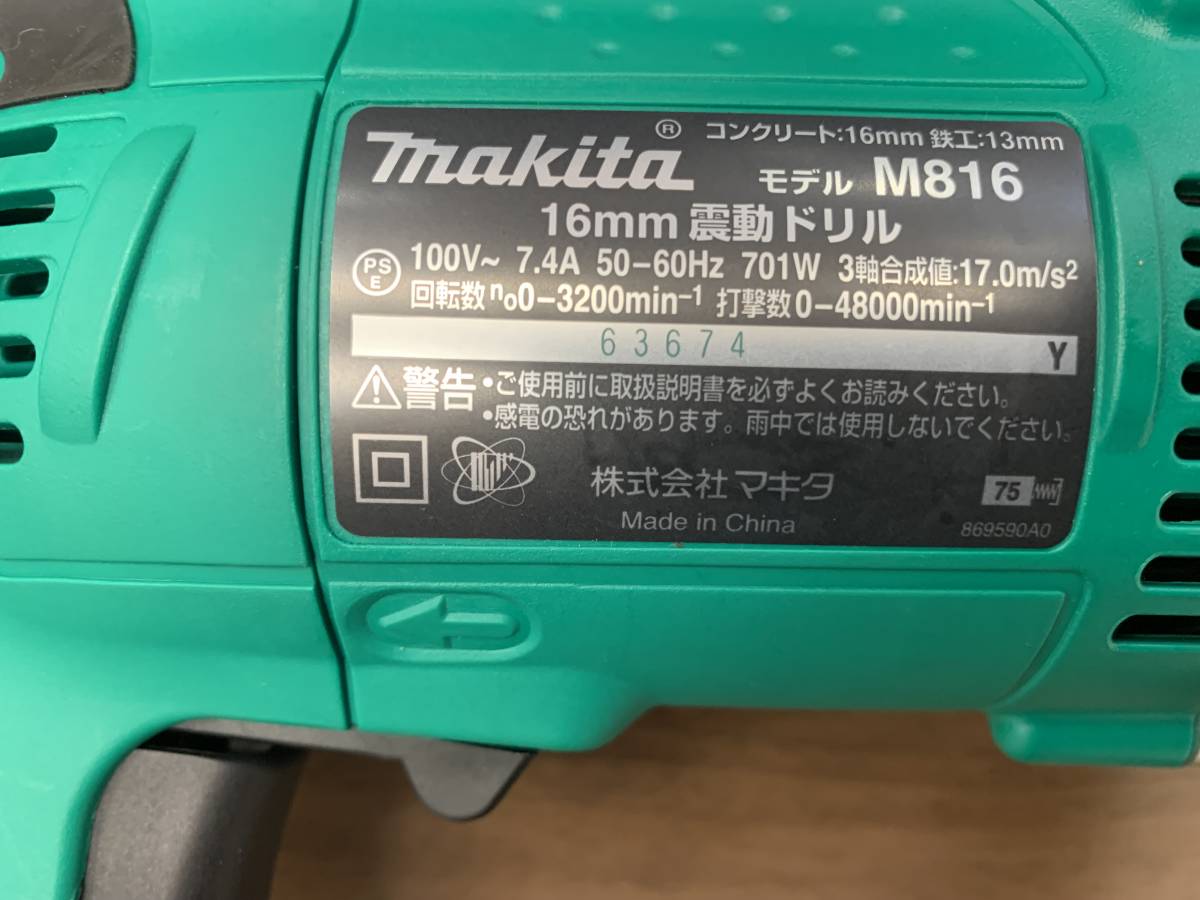 makita® コンクリート:16mm 鉄工:13mm
モデル M816
16mm 震動ドリル
PSE 100V~ 7.4A 50-60Hz 701W 3軸合成値:17.0m/s²
回転数 no0-3200min⁻¹ 打撃数0-48000min⁻¹
63674 Y
警告 •ご使用前に取扱説明書を必ずよくお読みください。
•感電の恐れがあります。雨中では使用しないでください。
株式会社マキタ 75
Made in China 869590A0